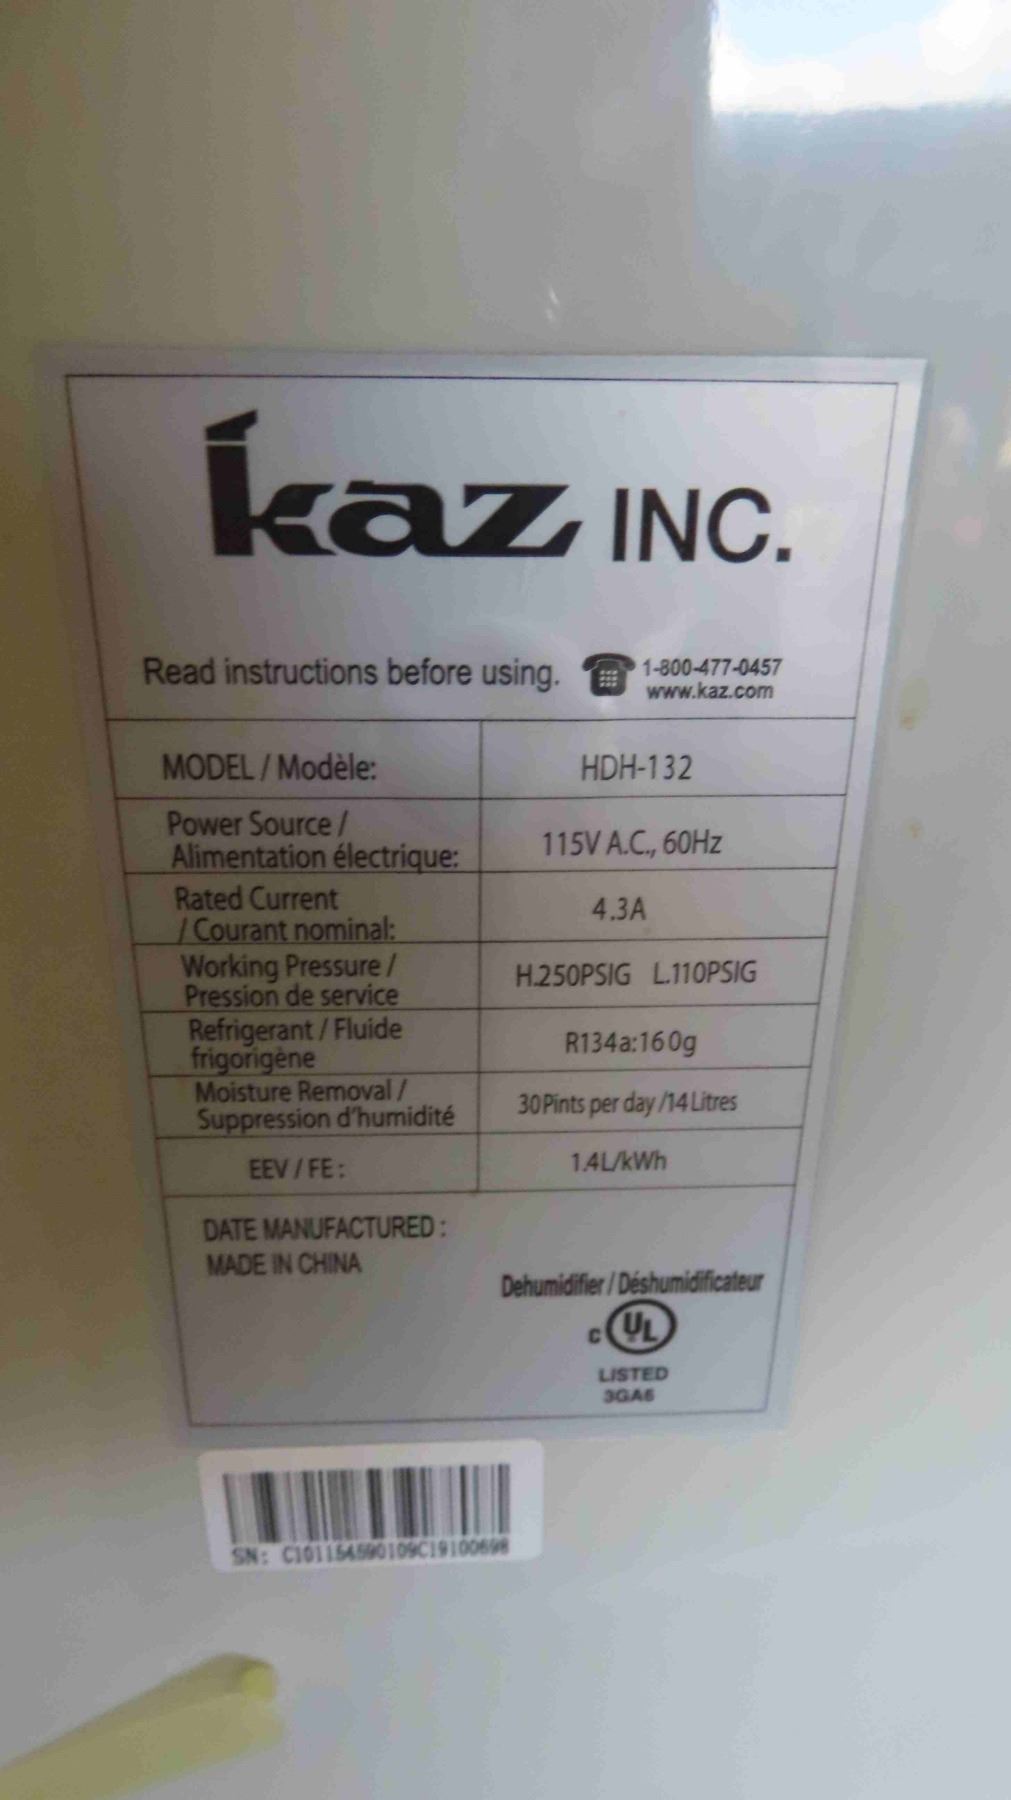 kaz INC.
Read instructions before using. 1-800-477-0457
www.kaz.com
MODEL / Modèle: HDH-132
Power Source /
Alimentation électrique: 115V A.C., 60Hz
Rated Current
/ Courant nominal: 4.3A
Working Pressure /
Pression de service H.250PSIG L.110PSIG
Refrigerant / Fluide
frigorigène R134a:160g
Moisture Removal /
Suppression d'humidité 30 Pints per day /14 Litres
EEV / FE : 1.4L/kWh
DATE MANUFACTURED :
MADE IN CHINA
Dehumidifier / Déshumidificateur
C UL
LISTED
3GA6
SN: